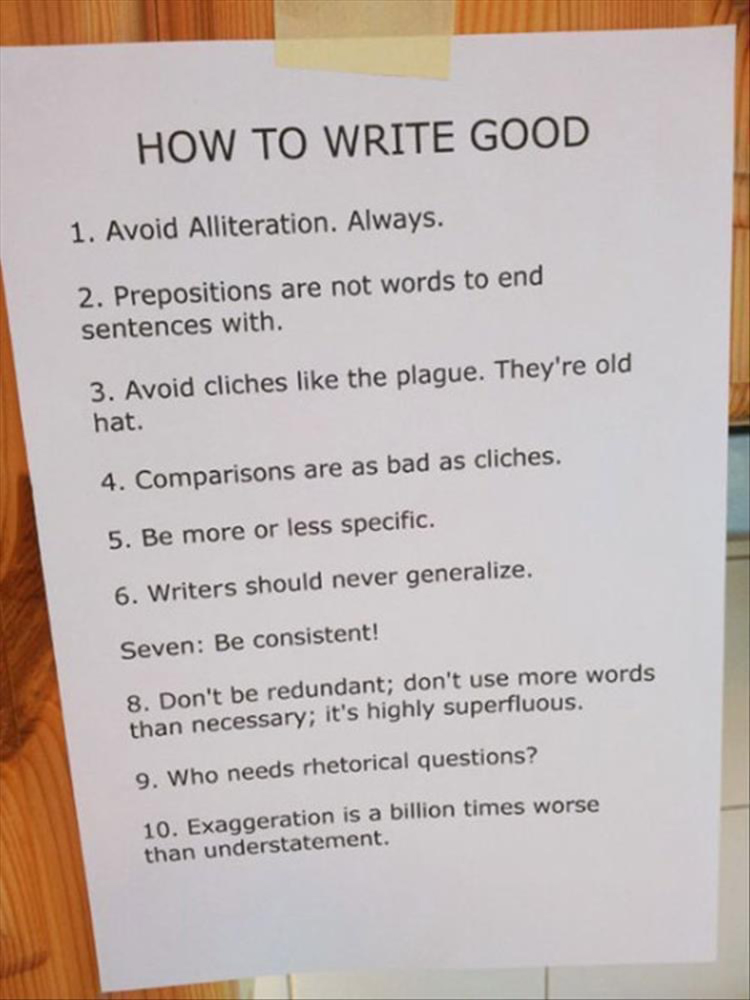 HOW TO WRITE GOOD
1. Avoid Alliteration. Always.
2. Prepositions are not words to end
sentences with.
3. Avoid cliches like the plague. They're old
hat.
4. Comparisons are as bad as cliches.
5. Be more or less specific.
6. Writers should never generalize.
Seven: Be consistent!
8. Don't be redundant; don't use more words
than necessary; it's highly superfluous.
9. Who needs rhetorical questions?
10. Exaggeration is a billion times worse
than understatement.